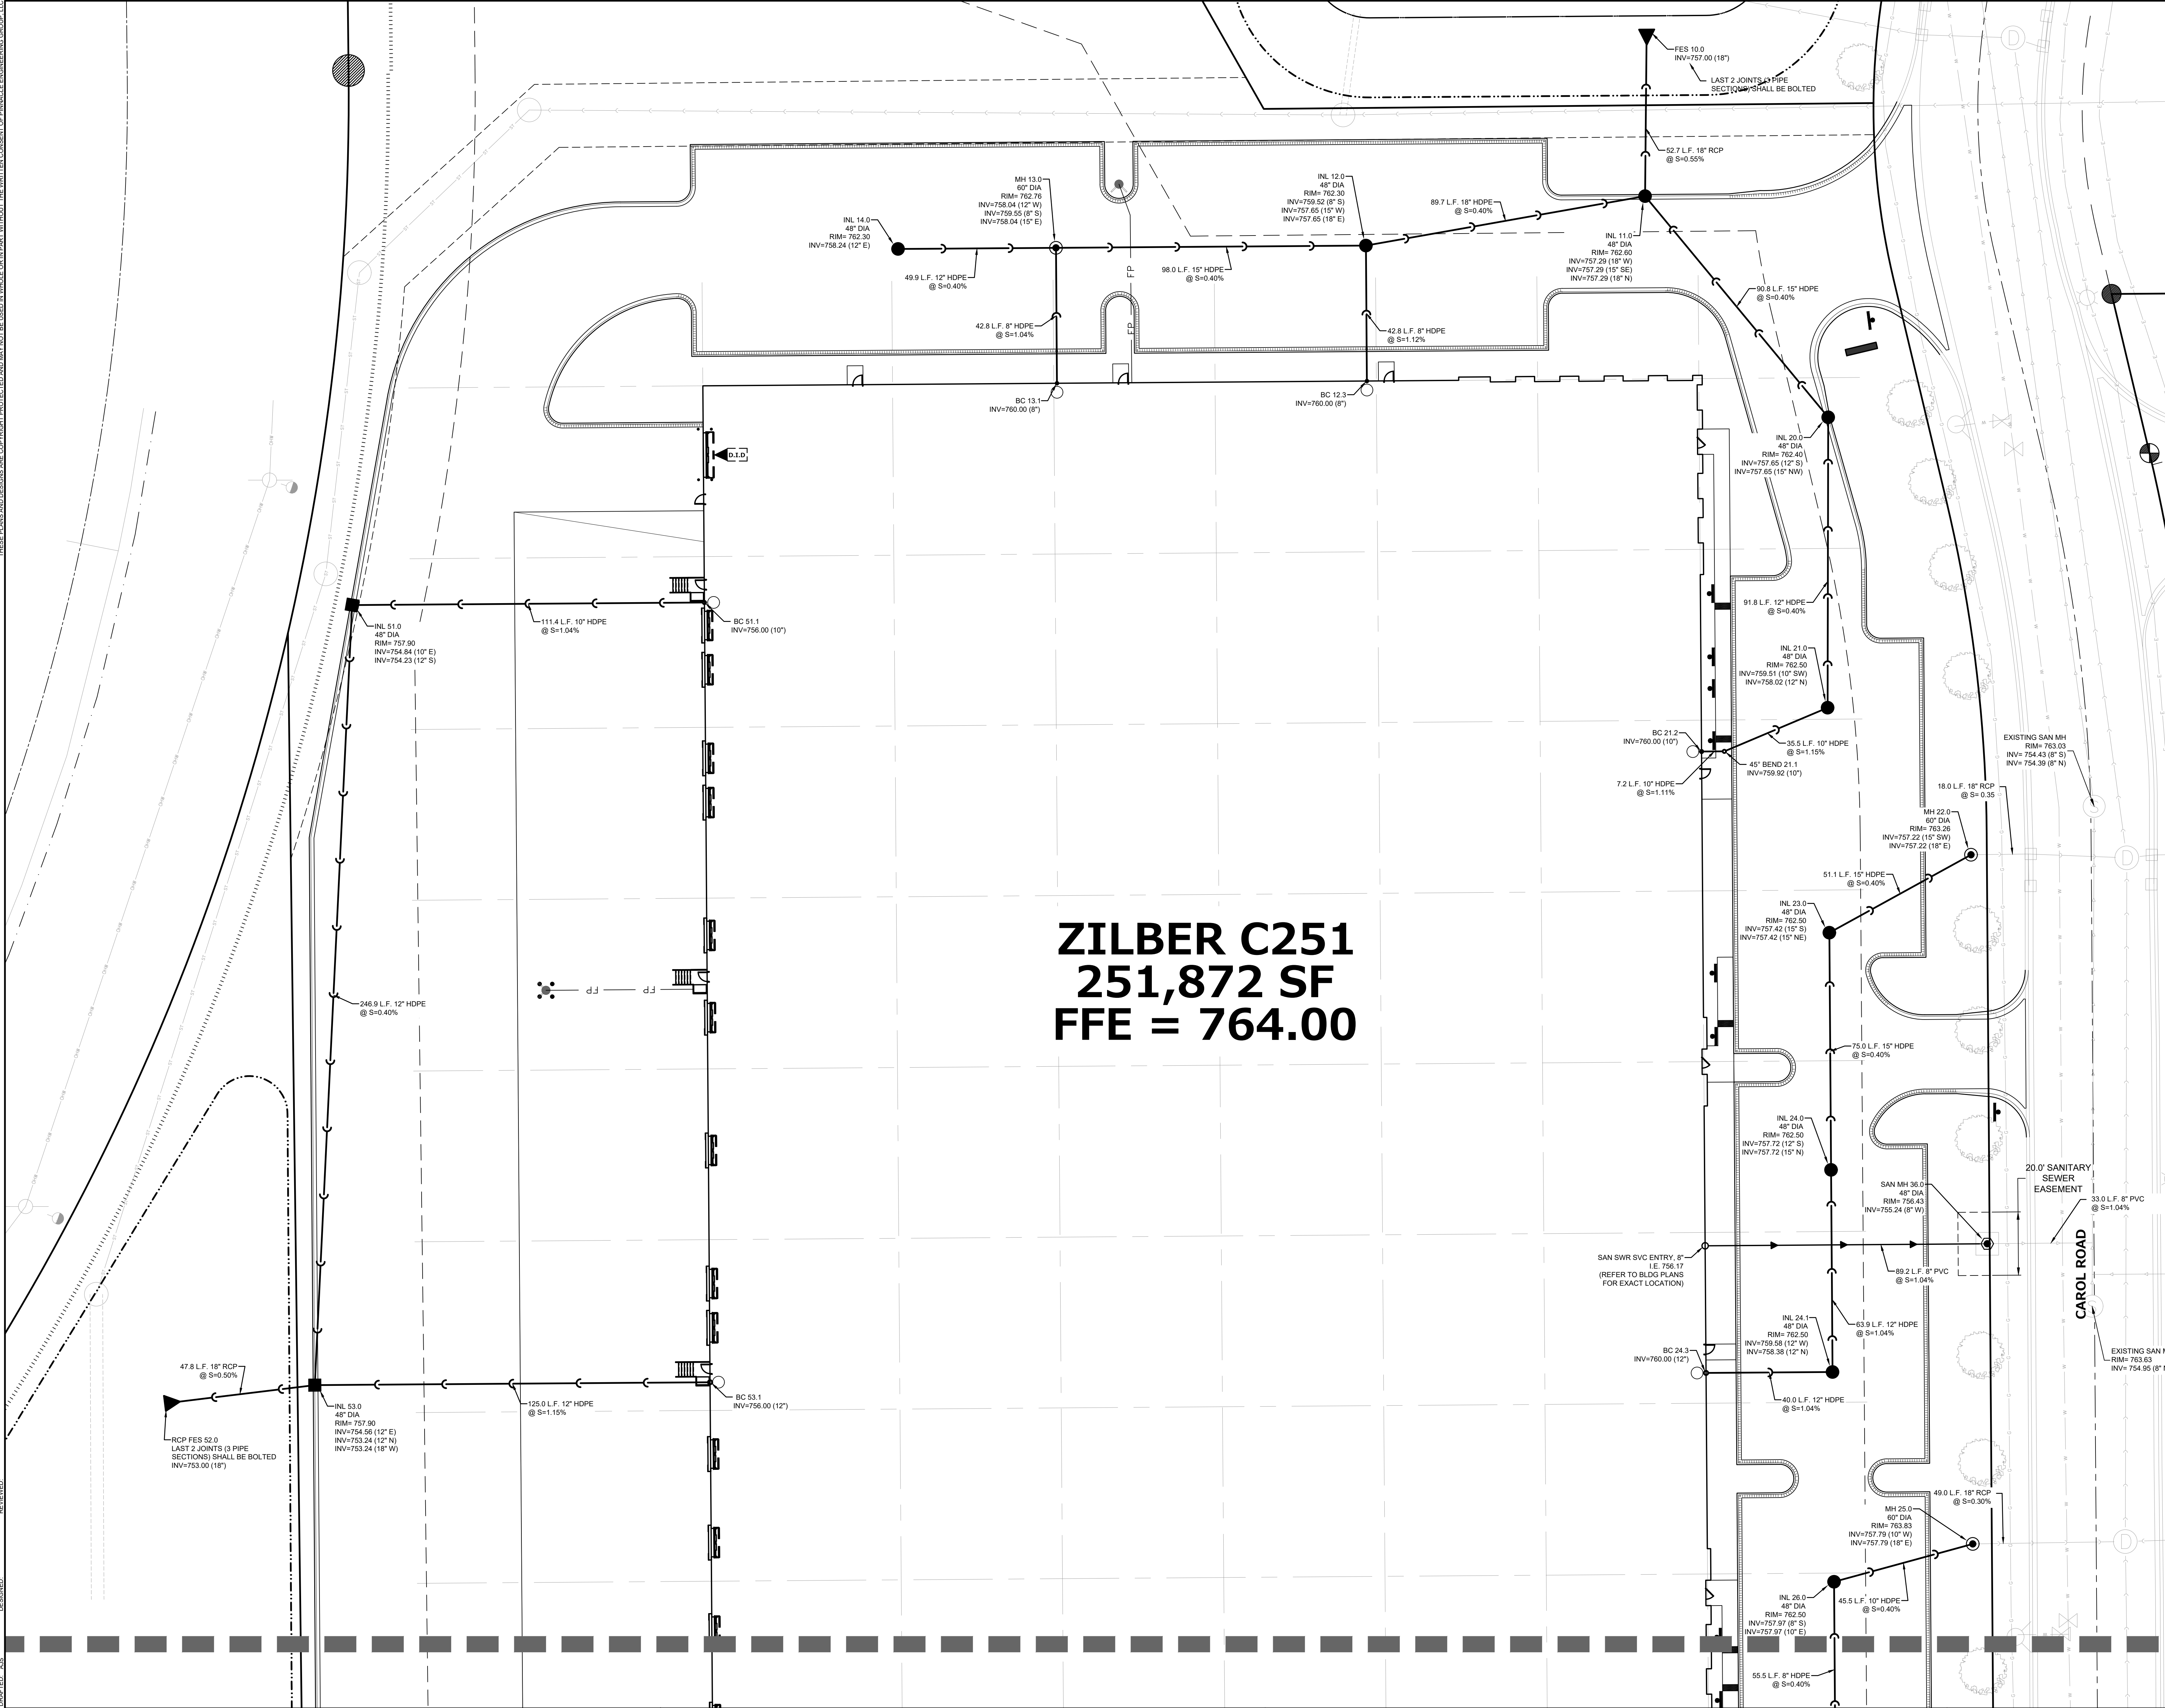 FES 10.0
INV=757.00 (18")
LAST 2 JOINTS (3 PIPE
SECTIONS) SHALL BE BOLTED
52.7 L.F. 18" RCP
@ S=0.55%
MH 13.0
60" DIA
RIM= 762.76
INV=758.04 (12" W)
INV=759.55 (8" S)
INV=758.04 (15" E)
INL 12.0
48" DIA
RIM= 762.30
INV=759.52 (8" S)
INV=757.65 (15" W)
INV=757.65 (18" E)
89.7 L.F. 18" HDPE
@ S=0.40%
INL 14.0
48" DIA
RIM= 762.30
INV=758.24 (12" E)
INL 11.0
48" DIA
RIM= 762.60
INV=757.29 (18" W)
INV=757.29 (15" SE)
INV=757.29 (18" N)
49.9 L.F. 12" HDPE
@ S=0.40%
98.0 L.F. 15" HDPE
@ S=0.40%
FP
FP
90.8 L.F. 15" HDPE
@ S=0.40%
42.8 L.F. 8" HDPE
@ S=1.04%
42.8 L.F. 8" HDPE
@ S=1.12%
BC 13.1
INV=760.00 (8")
BC 12.3
INV=760.00 (8")
D.I.D
INL 20.0
48" DIA
RIM= 762.40
INV=757.65 (12" S)
INV=757.65 (15" NW)
91.8 L.F. 12" HDPE
@ S=0.40%
111.4 L.F. 10" HDPE
@ S=1.04%
BC 51.1
INV=756.00 (10")
INL 51.0
48" DIA
RIM= 757.90
INV=754.84 (10" E)
INV=754.23 (12" S)
INL 21.0
48" DIA
RIM= 762.50
INV=759.51 (10" SW)
INV=758.02 (12" N)
BC 21.2
INV=760.00 (10")
35.5 L.F. 10" HDPE
@ S=1.15%
45° BEND 21.1
INV=759.92 (10")
7.2 L.F. 10" HDPE
@ S=1.11%
EXISTING SAN MH
RIM= 763.03
INV= 754.43 (8" S)
INV= 754.39 (8" N)
18.0 L.F. 18" RCP
@ S= 0.35
MH 22.0
60" DIA
RIM= 763.26
INV=757.22 (15" SW)
INV=757.22 (18" E)
51.1 L.F. 15" HDPE
@ S=0.40%
INL 23.0
48" DIA
RIM= 762.50
INV=757.42 (15" S)
INV=757.42 (15" NE)
ZILBER C251
251,872 SF
FFE = 764.00
FP
FP
246.9 L.F. 12" HDPE
@ S=0.40%
75.0 L.F. 15" HDPE
@ S=0.40%
INL 24.0
48" DIA
RIM= 762.50
INV=757.72 (12" S)
INV=757.72 (15" N)
20.0' SANITARY
SEWER
EASEMENT
SAN MH 36.0
48" DIA
RIM= 756.43
INV=755.24 (8" W)
33.0 L.F. 8" PVC
@ S=1.04%
CAROL ROAD
SAN SWR SVC ENTRY, 8"
I.E. 756.17
(REFER TO BLDG PLANS
FOR EXACT LOCATION)
89.2 L.F. 8" PVC
@ S=1.04%
INL 24.1
48" DIA
RIM= 762.50
INV=759.58 (12" W)
INV=758.38 (12" N)
63.9 L.F. 12" HDPE
@ S=1.04%
BC 24.3
INV=760.00 (12")
40.0 L.F. 12" HDPE
@ S=1.04%
EXISTING SAN M
RIM= 763.63
INV= 754.95 (8"
47.8 L.F. 18" RCP
@ S=0.50%
125.0 L.F. 12" HDPE
@ S=1.15%
BC 53.1
INV=756.00 (12")
INL 53.0
48" DIA
RIM= 757.90
INV=754.56 (12" E)
INV=753.24 (12" N)
INV=753.24 (18" W)
RCP FES 52.0
LAST 2 JOINTS (3 PIPE
SECTIONS) SHALL BE BOLTED
INV=753.00 (18")
49.0 L.F. 18" RCP
@ S=0.30%
MH 25.0
60" DIA
RIM= 763.83
INV=757.79 (10" W)
INV=757.79 (18" E)
45.5 L.F. 10" HDPE
@ S=0.40%
INL 26.0
48" DIA
RIM= 762.50
INV=757.97 (8" S)
INV=757.97 (10" E)
55.5 L.F. 8" HDPE
@ S=0.40%